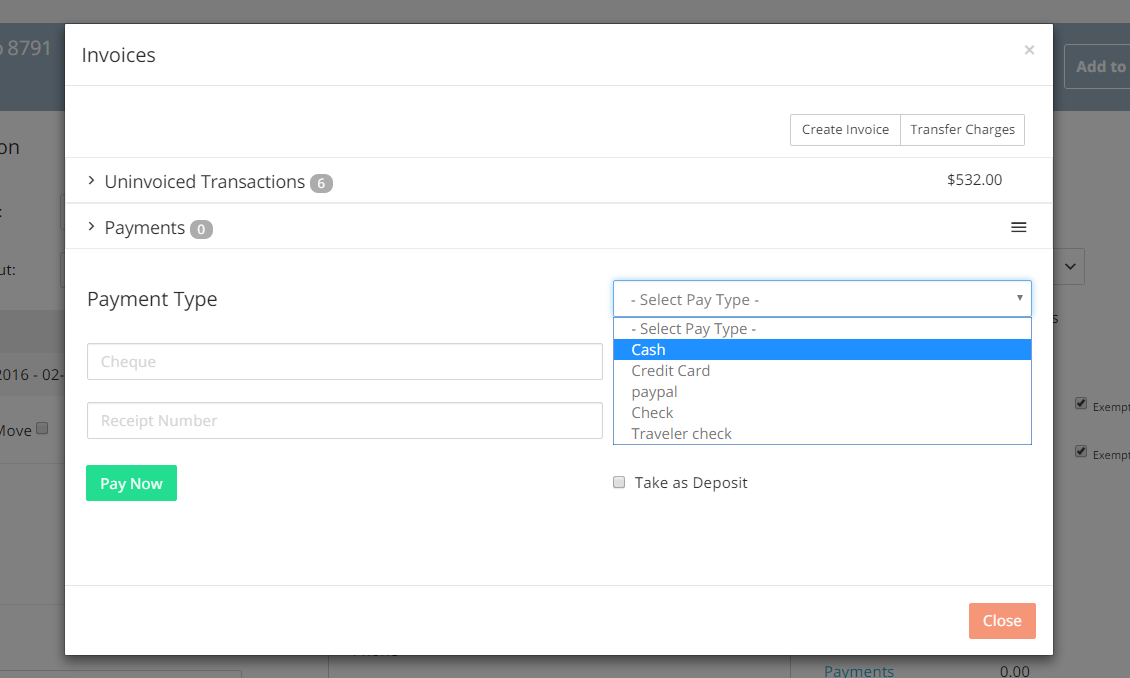 8791
Invoices
×
Add to
on
Create Invoice
Transfer Charges
Uninvoiced Transactions 6
$532.00
Payments 0
ut:
Payment Type
- Select Pay Type -
- Select Pay Type -
Cheque
Cash
Credit Card
2016 - 02-
paypal
Exempt
Check
Receipt Number
Move
Traveler check
Exempt
Pay Now
Take as Deposit
Close
Payments
0.00